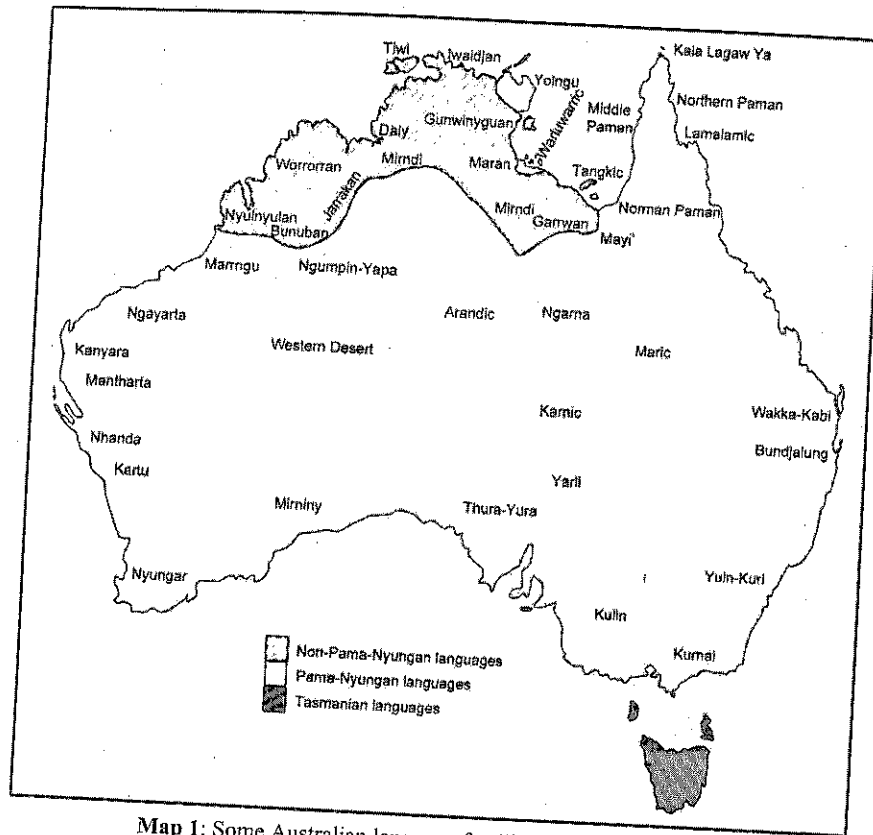 Kala Lagaw Ya
Tiwi
Iwaidjan
Yolngu
Northern Paman
Middle
Paman
Gunwinyguan
Warluwarric
Lamalamic
Daly
Worrorran
Mirndi
Maran
Tangkic
Jarrakan
Nyulnyulan
Bunuban
Mirndi
Garrwan
Norman Paman
Mayi
Marrngu
Ngumpin-Yapa
Ngayarta
Arandic
Ngarna
Kanyara
Western Desert
Maric
Mantharta
Karnic
Wakka-Kabi
Nhanda
Bundjalung
Kartu
Yarli
Mirniny
Thura-Yura
Nyungar
Yuin-Kuri
Kulin
Kurnai
Non-Pama-Nyungan languages
Pama-Nyungan languages
Tasmanian languages
Map 1: Some Australian language